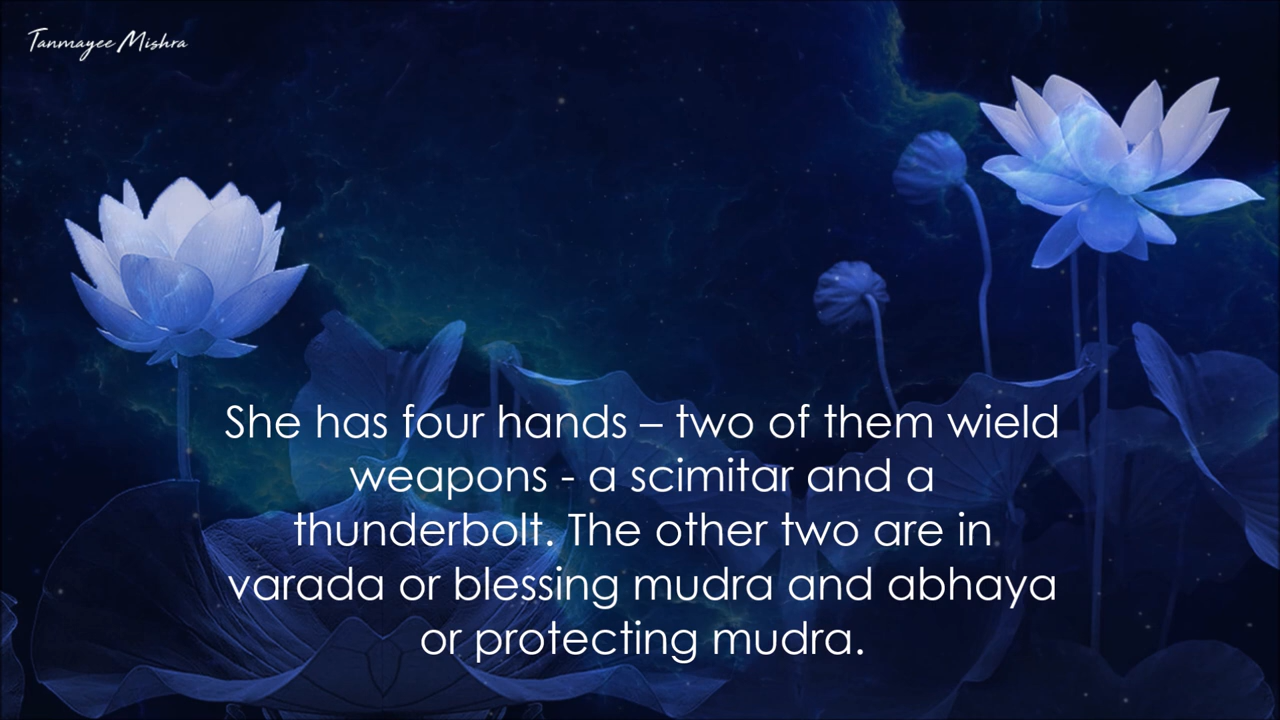 Tanmayee Mishra
She has four hands – two of them wield
weapons - a scimitar and a
thunderbolt. The other two are in
varada or blessing mudra and abhaya
or protecting mudra.